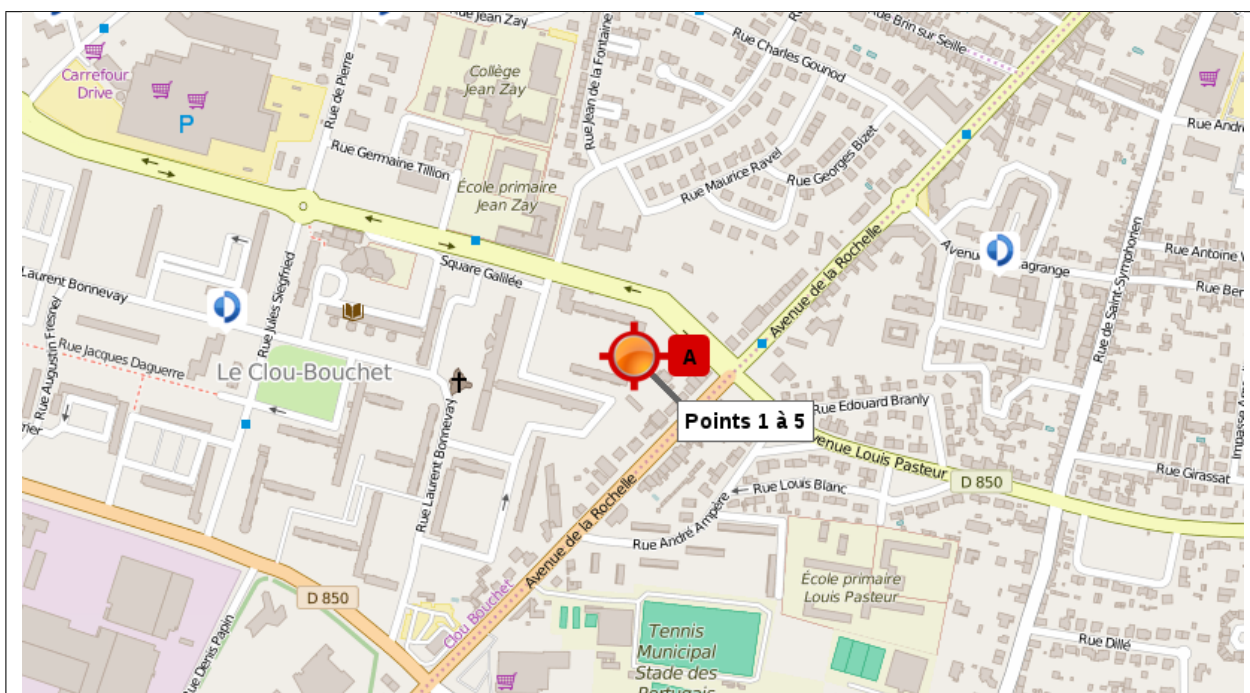 Rue Jean Zay
Rue Brin sur Seille
Rue Charles Gounod
Carrefour
Drive
P
Rue de Pierre
Collège
Jean Zay
Rue Jean de la Fontaine
Rue André
Rue Germaine Tillion
Rue Maurice Ravel
Rue Georges Bizet
École primaire
Jean Zay
Square Galilée
Avenue de la Rochelle
Avenue
agrange
Rue de Saint-Symphorien
Rue Antoine
Rue Ber
Laurent Bonnevay
Rue Jules Siegfried
Rue Augustin Fresnel
Rue Jacques Daguerre
Le Clou-Bouchet
A
Points 1 à 5
Rue Edouard Branly
Avenue Louis Pasteur
D 850
Rue Girassat
Impasse
Rue Laurent Bonnevay
Rue Louis Blanc
Rue André Ampère
Avenue de la Rochelle
École primaire
Louis Pasteur
D 850
Clou Bouchet
Rue Denis Papin
Tennis
Municipal
Stade des
Portugais
Rue Dillé